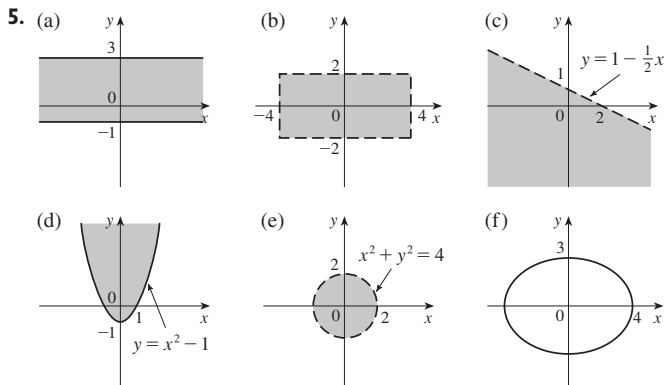 5. (a) (b) (c)
y
3
0
−1
x
y
2
−4
0
4
x
−2
y
y = 1 − 1/2 x
1
0
2
x
(d) (e) (f)
y
0
−1
1
x
y = x² − 1
y
x² + y² = 4
2
0
2
x
y
3
0
4
x